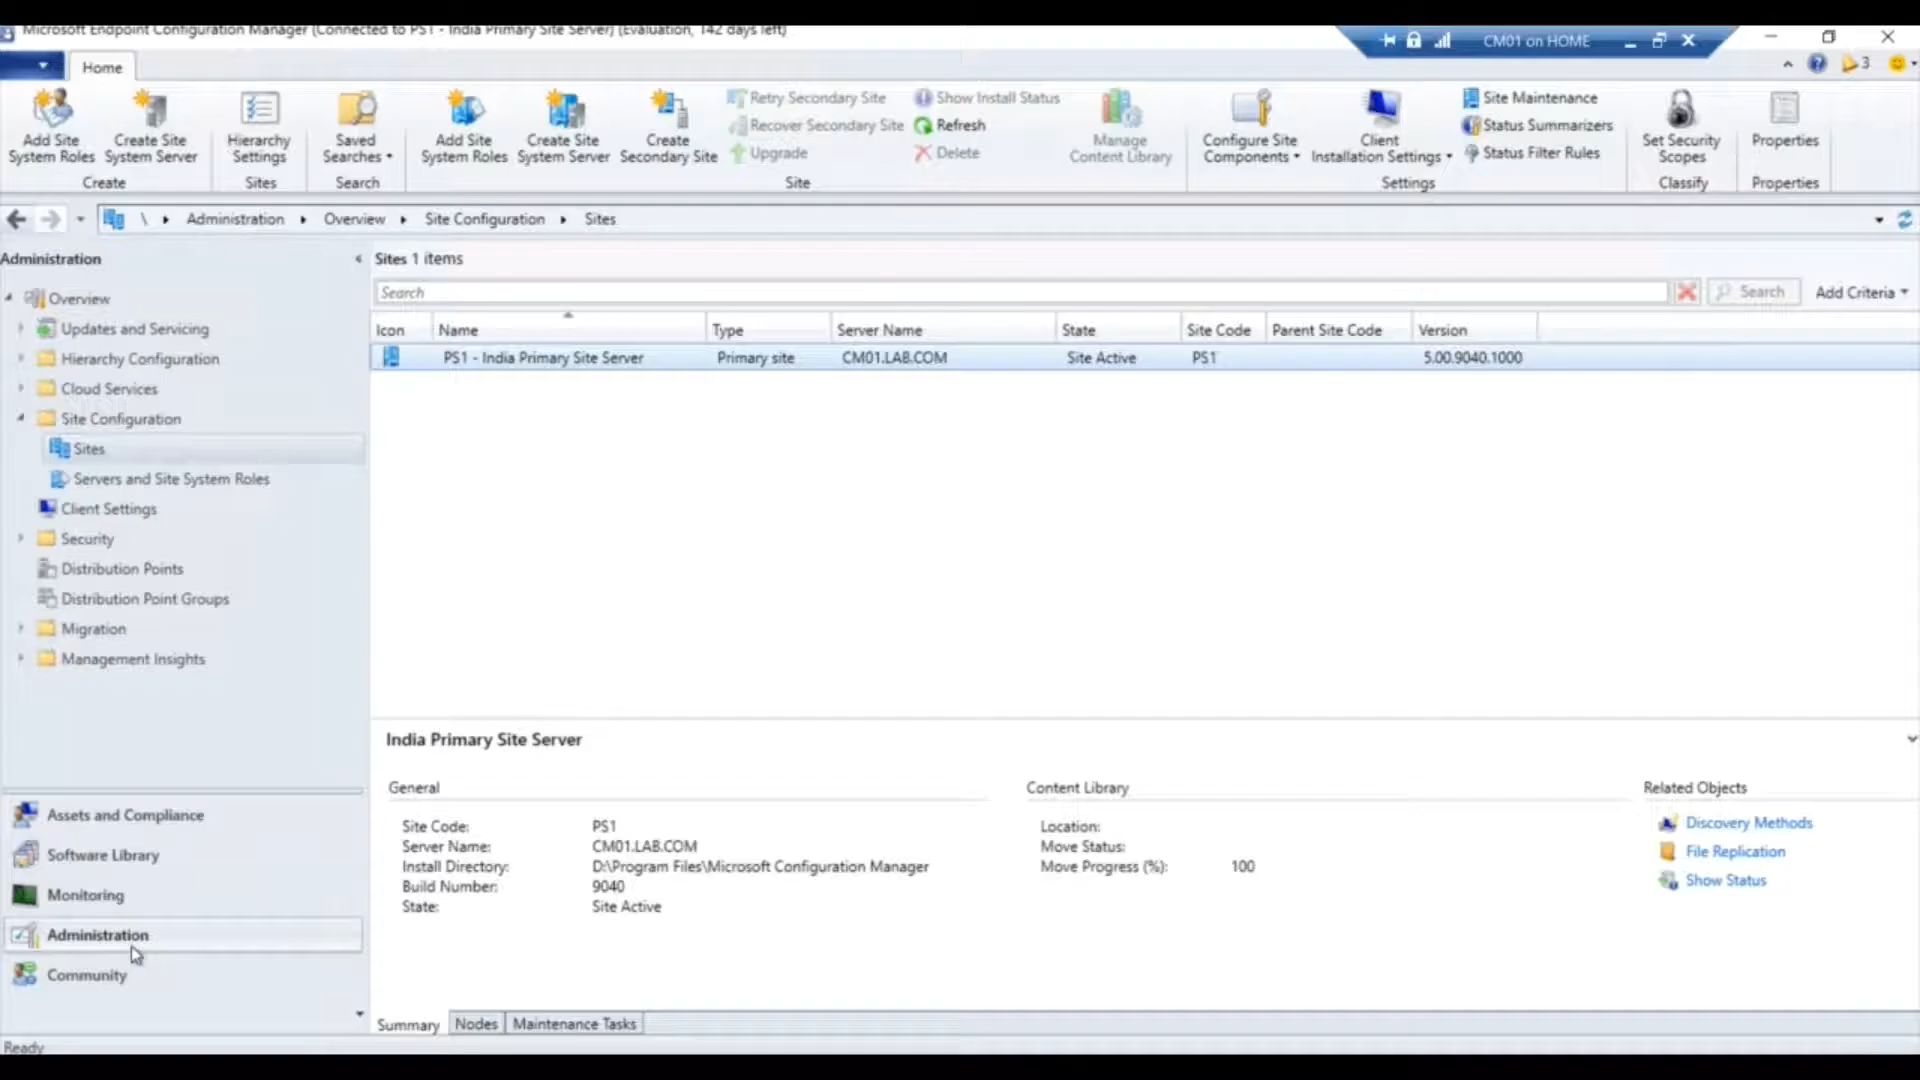 Microsoft Endpoint Configuration Manager (Connected to PS1 - India Primary Site Server) (Evaluation, 142 days left)
CM01 on HOME
Home
3
Add Site
System Roles
Create Site
System Server
Create
Hierarchy
Settings
Sites
Saved
Searches
Search
Add Site
System Roles
Create Site
System Server
Create
Secondary Site
Retry Secondary Site
Recover Secondary Site
Upgrade
Show Install Status
Refresh
Delete
Site
Manage
Content Library
Configure Site
Components
Client
Installation Settings
Site Maintenance
Status Summarizers
Status Filter Rules
Settings
Set Security
Scopes
Classify
Properties
Properties
\ Administration Overview Site Configuration Sites
Administration
Overview
Updates and Servicing
Hierarchy Configuration
Cloud Services
Site Configuration
Sites
Servers and Site System Roles
Client Settings
Security
Distribution Points
Distribution Point Groups
Migration
Management Insights
Assets and Compliance
Software Library
Monitoring
Administration
Community
Sites 1 items
Search
Search
Add Criteria
Icon Name Type Server Name State Site Code Parent Site Code Version
PS1 - India Primary Site Server Primary site CM01.LAB.COM Site Active PS1 5.00.9040.1000
India Primary Site Server
General
Site Code: PS1
Server Name: CM01.LAB.COM
Install Directory: D:\Program Files\Microsoft Configuration Manager
Build Number: 9040
State: Site Active
Content Library
Location:
Move Status:
Move Progress (%): 100
Related Objects
Discovery Methods
File Replication
Show Status
Summary Nodes Maintenance Tasks
Ready